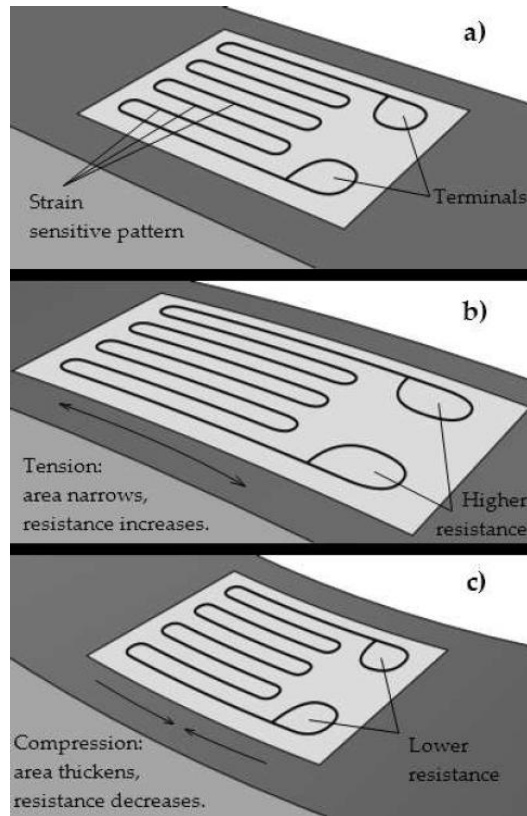 a)
Terminals
Strain
sensitive pattern
b)
Tension:
area narrows,
resistance increases.
Higher
resistance
c)
Compression:
area thickens,
resistance decreases.
Lower
resistance